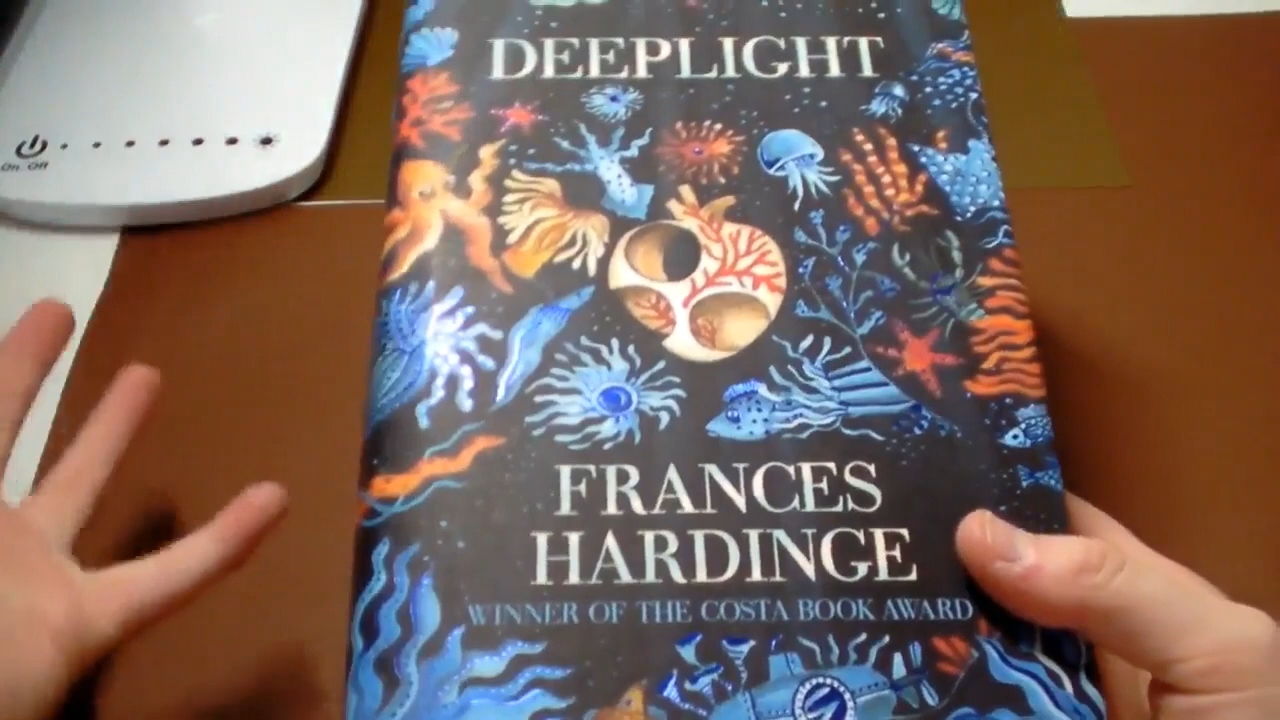 DEEPLIGHT
On Off
FRANCES
HARDINGE
WINNER OF THE COSTA BOOK AWARD